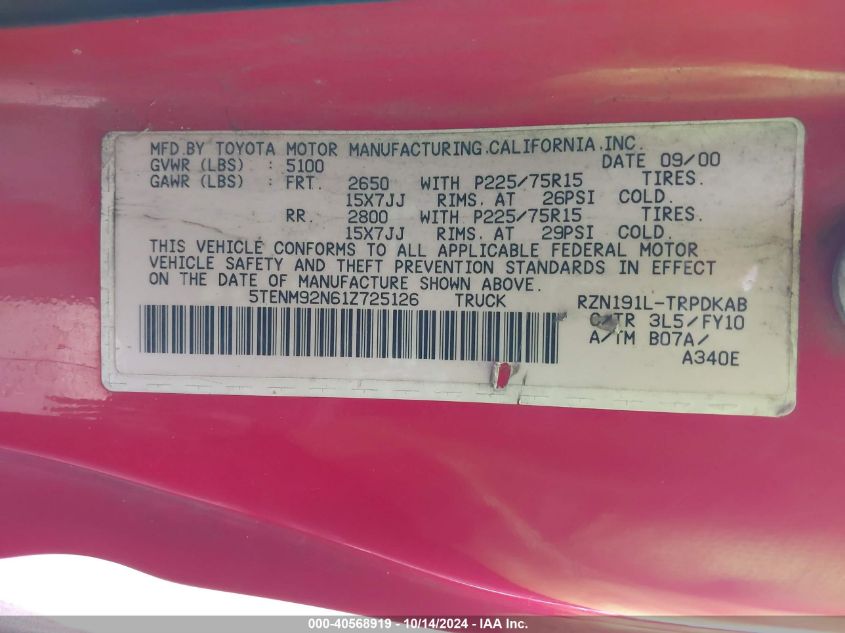 MFD BY TOYOTA MOTOR MANUFACTURING,CALIFORNIA,INC.
GVWR (LBS) : 5100 DATE 09/00
GAWR (LBS) : FRT. 2650 WITH P225/75R15 TIRES.
15X7JJ RIMS. AT 26PSI COLD.
RR. 2800 WITH P225/75R15 TIRES.
15X7JJ RIMS. AT 29PSI COLD.
THIS VEHICLE CONFORMS TO ALL APPLICABLE FEDERAL MOTOR
VEHICLE SAFETY AND THEFT PREVENTION STANDARDS IN EFFECT
ON THE DATE OF MANUFACTURE SHOWN ABOVE.
5TENM92N61Z725126 TRUCK RZN191L-TRPDKAB
C/TR 3L5/FY10
A/TM B07A/
A340E
000-40568919 - 10/14/2024 - IAA Inc.